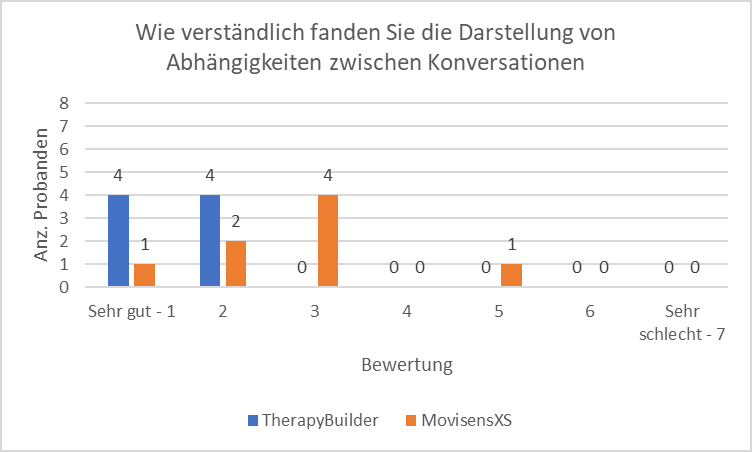 Wie verständlich fanden Sie die Darstellung von
Abhängigkeiten zwischen Konversationen
Anz. Probanden
8
7
6
5
4
3
2
1
0
4 1 4 2 0 4 0 0 0 1 0 0 0 0
Sehr gut - 1 2 3 4 5 6 Sehr
schlecht - 7
Bewertung
TherapyBuilder MovisensXS